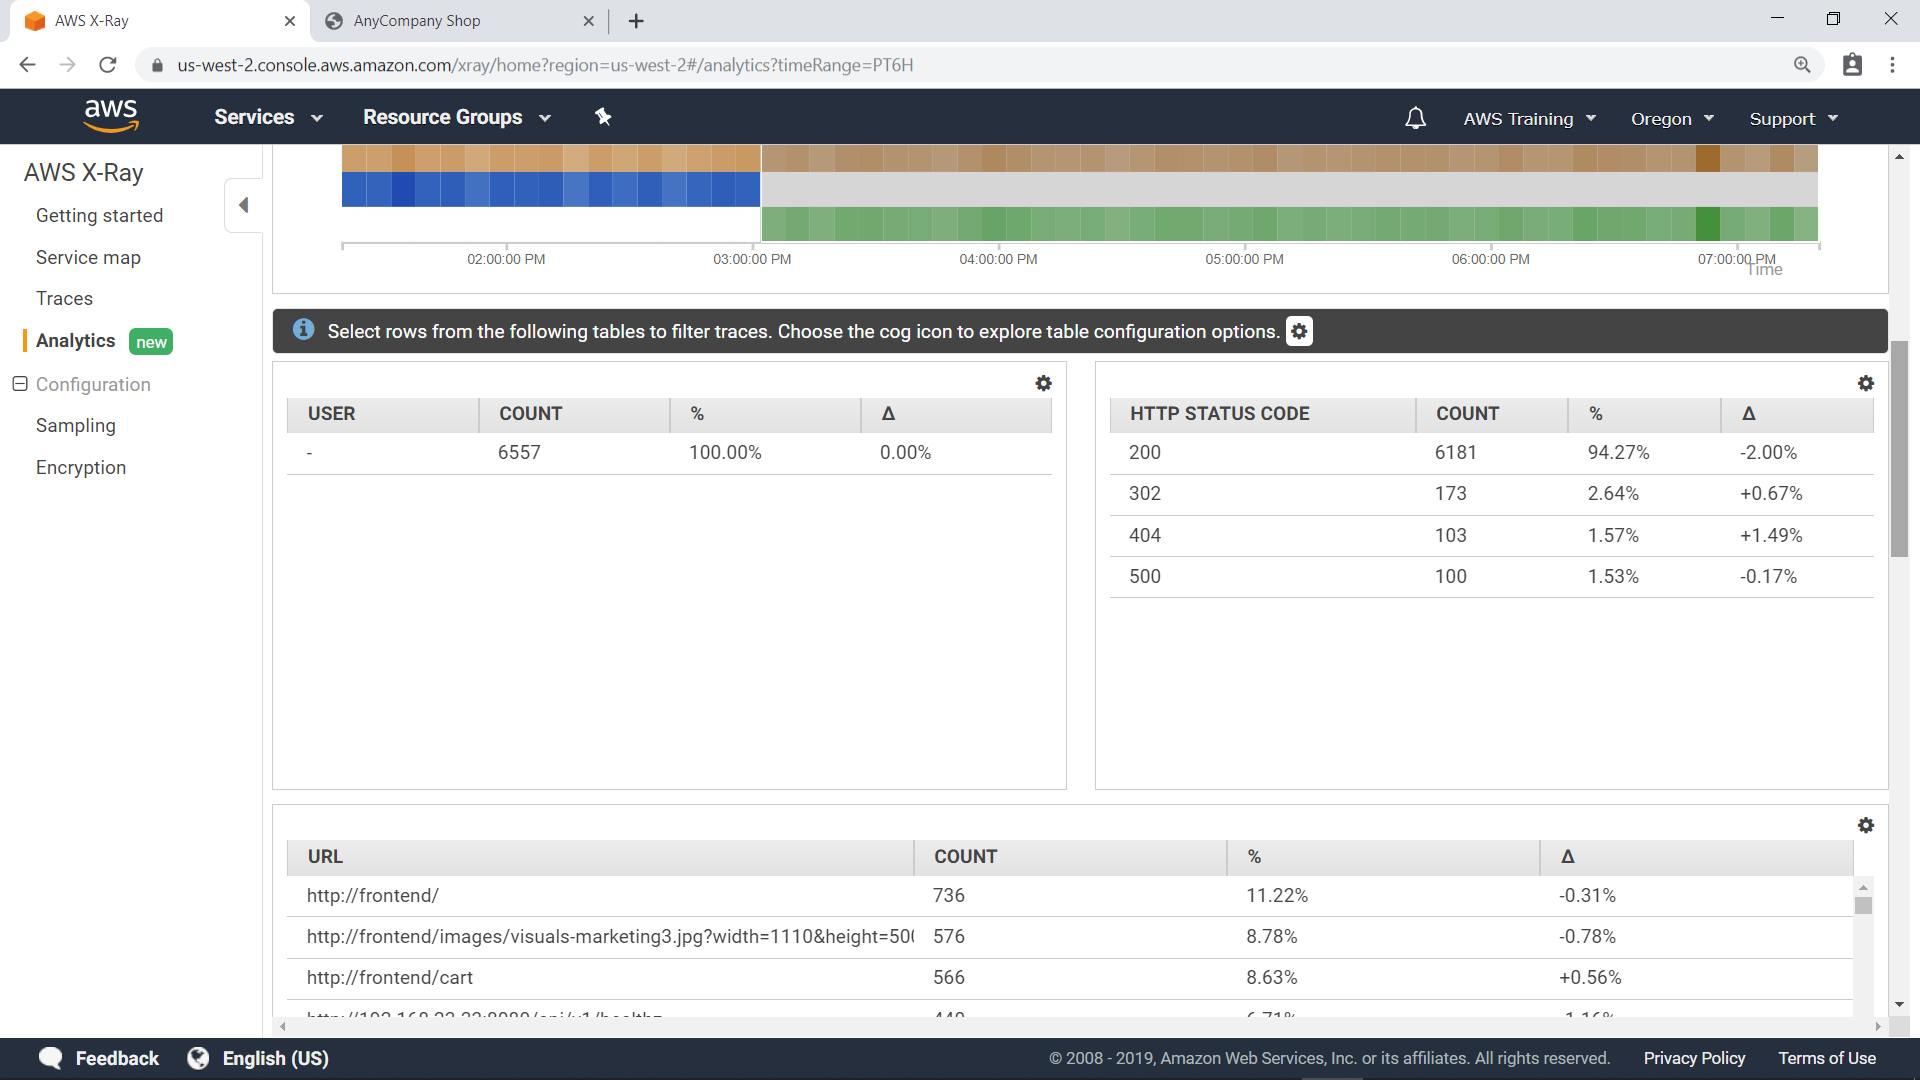 AWS X-Ray
AnyCompany Shop
us-west-2.console.aws.amazon.com/xray/home?region=us-west-2#/analytics?timeRange=PT6H
aws
Services
Resource Groups
AWS Training
Oregon
Support
AWS X-Ray
Getting started
Service map
Traces
Analytics new
Configuration
Sampling
Encryption
02:00:00 PM 03:00:00 PM 04:00:00 PM 05:00:00 PM 06:00:00 PM 07:00:00 PM
Time
Select rows from the following tables to filter traces. Choose the cog icon to explore table configuration options.
USER COUNT % Δ
- 6557 100.00% 0.00%
HTTP STATUS CODE COUNT % Δ
200 6181 94.27% -2.00%
302 173 2.64% +0.67%
404 103 1.57% +1.49%
500 100 1.53% -0.17%
URL COUNT % Δ
http://frontend/ 736 11.22% -0.31%
http://frontend/images/visuals-marketing3.jpg?width=1110&height=50 576 8.78% -0.78%
http://frontend/cart 566 8.63% +0.56%
Feedback
English (US)
© 2008 - 2019, Amazon Web Services, Inc. or its affiliates. All rights reserved.
Privacy Policy
Terms of Use